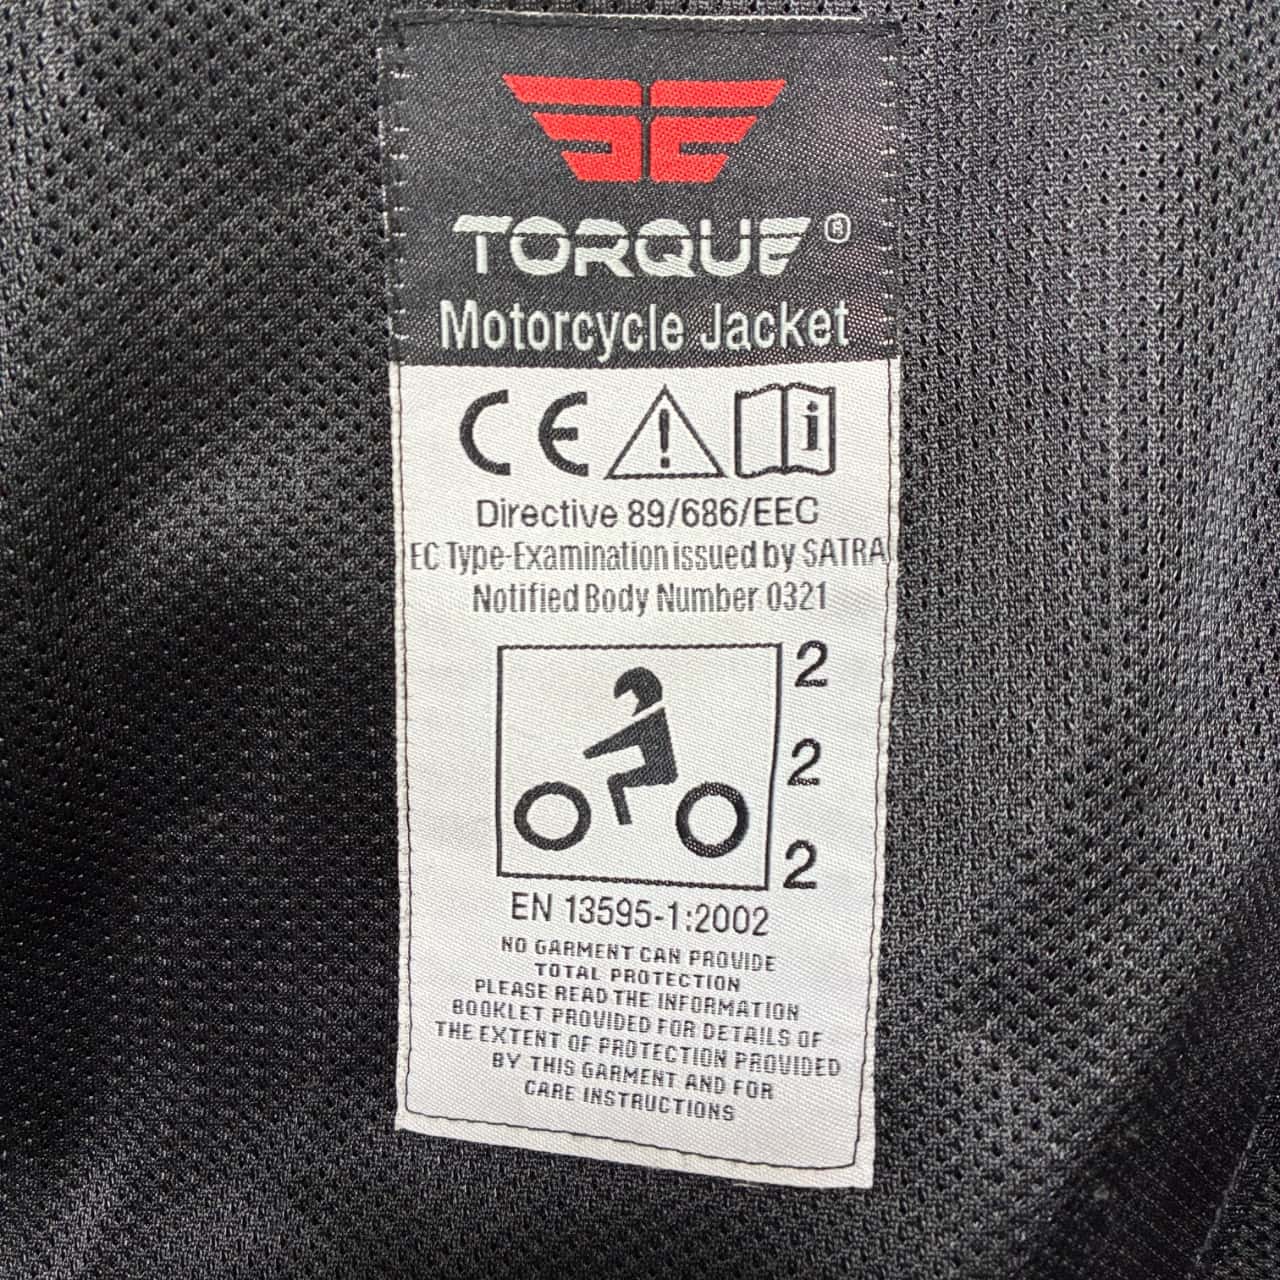 TORQUE®
Motorcycle Jacket
CE
Directive 89/686/EEC
EC Type-Examination issued by SATRA
Notified Body Number 0321
2
2
2
EN 13595-1:2002
NO GARMENT CAN PROVIDE
TOTAL PROTECTION
PLEASE READ THE INFORMATION
BOOKLET PROVIDED FOR DETAILS OF
THE EXTENT OF PROTECTION PROVIDED
BY THIS GARMENT AND FOR
CARE INSTRUCTIONS